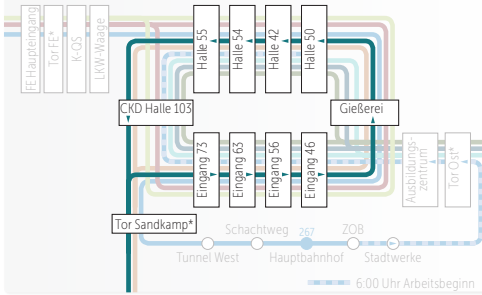 FE Haupteingang
Tor FE*
K-QS
LKW-Waage
Halle 55
Halle 54
Halle 42
Halle 50
CKD Halle 103
Gießerei
Eingang 73
Eingang 63
Eingang 56
Eingang 46
Ausbildungs-
zentrum
Tor Ost*
Tor Sandkamp*
Schachtweg
267
ZOB
Tunnel West
Hauptbahnhof
Stadtwerke
6:00 Uhr Arbeitsbeginn